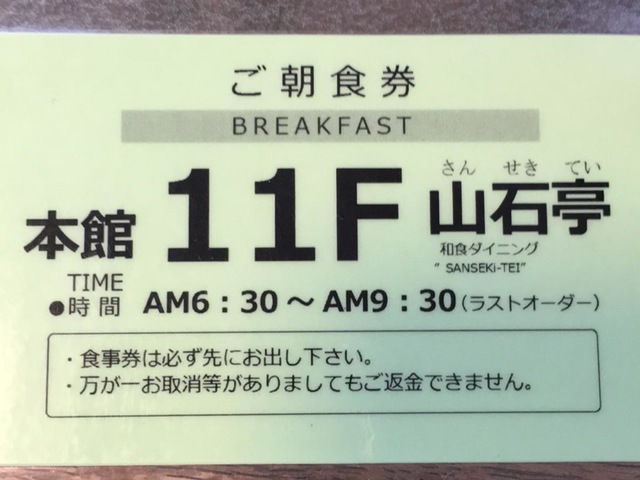 ご朝食券
BREAKFAST
本館 11F 山石亭
さん せき てい
和食ダイニング
" SANSEKi-TEI"
TIME
●時間 AM6：30～AM9：30(ラストオーダー)
・食事券は必ず先にお出し下さい。
・万が一お取消等がありましてもご返金できません。